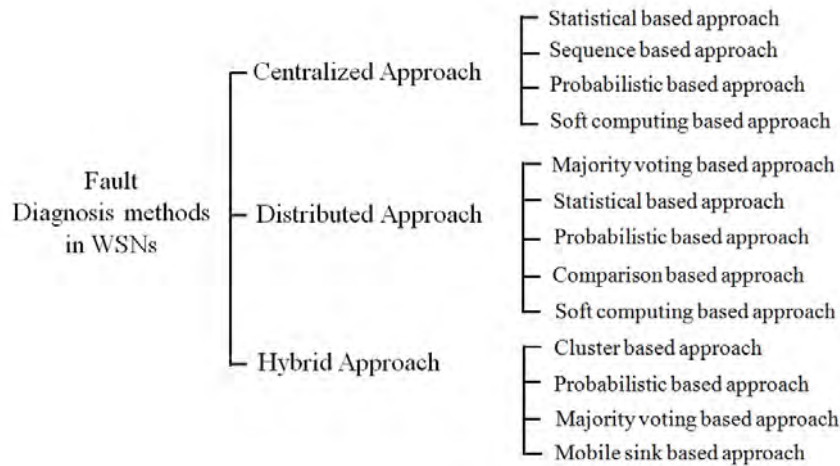 Fault
Diagnosis methods
in WSNs
Centralized Approach
Statistical based approach
Sequence based approach
Probabilistic based approach
Soft computing based approach
Distributed Approach
Majority voting based approach
Statistical based approach
Probabilistic based approach
Comparison based approach
Soft computing based approach
Hybrid Approach
Cluster based approach
Probabilistic based approach
Majority voting based approach
Mobile sink based approach